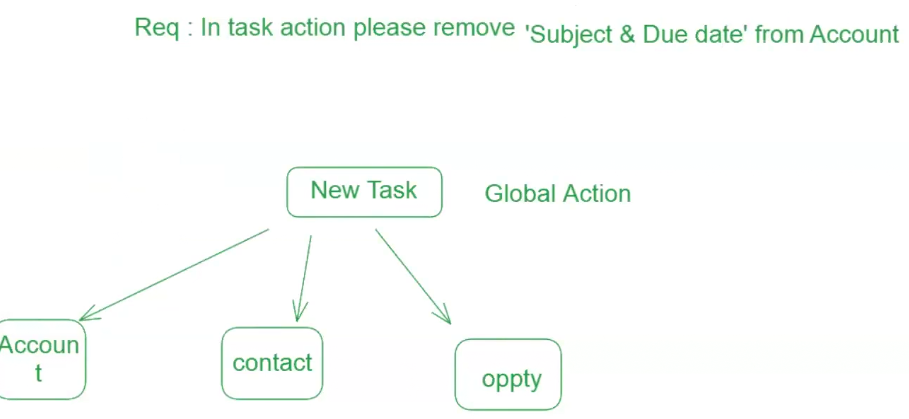 Req : In task action please remove 'Subject & Due date' from Account
New Task
Global Action
Accoun
t
contact
oppty